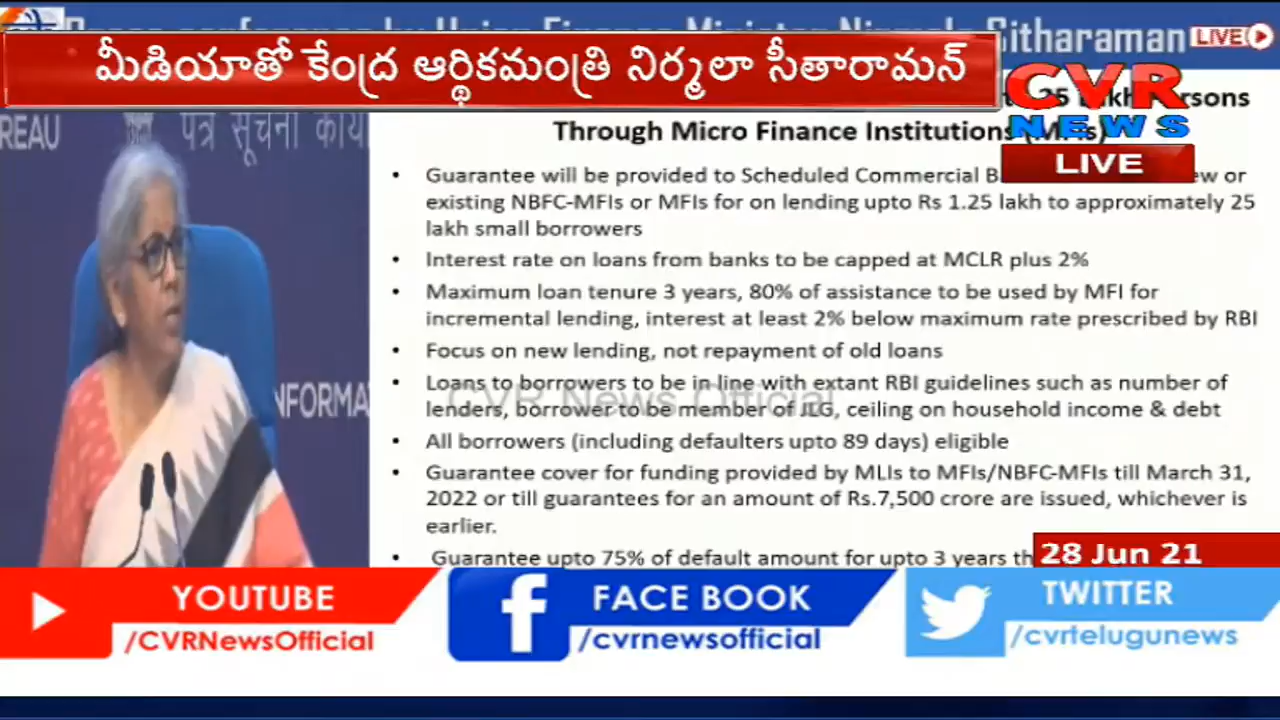 Sitharaman LIVE
మీడియాతో కేంద్ర ఆర్థికమంత్రి నిర్మలా సీతారామన్
CVR
NEWS
LIVE
Through Micro Finance Institutions (MFIs)
• Guarantee will be provided to Scheduled Commercial
existing NBFC-MFIs or MFIs for on lending upto Rs 1.25 lakh to approximately 25
lakh small borrowers
• Interest rate on loans from banks to be capped at MCLR plus 2%
• Maximum loan tenure 3 years, 80% of assistance to be used by MFI for
incremental lending, interest at least 2% below maximum rate prescribed by RBI
• Focus on new lending, not repayment of old loans
• Loans to borrowers to be in line with extant RBI guidelines such as number of
lenders, borrower to be member of JLG, ceiling on household income & debt
CVR News Official
• All borrowers (including defaulters upto 89 days) eligible
• Guarantee cover for funding provided by MLIs to MFIs/NBFC-MFIs till March 31,
2022 or till guarantees for an amount of Rs.7,500 crore are issued, whichever is
earlier.
• Guarantee upto 75% of default amount for upto 3 years
पत्र सूचना
28 Jun 21
YOUTUBE
/CVRNewsOfficial
FACE BOOK
/cvrnewsofficial
TWITTER
/cvrtelugunews